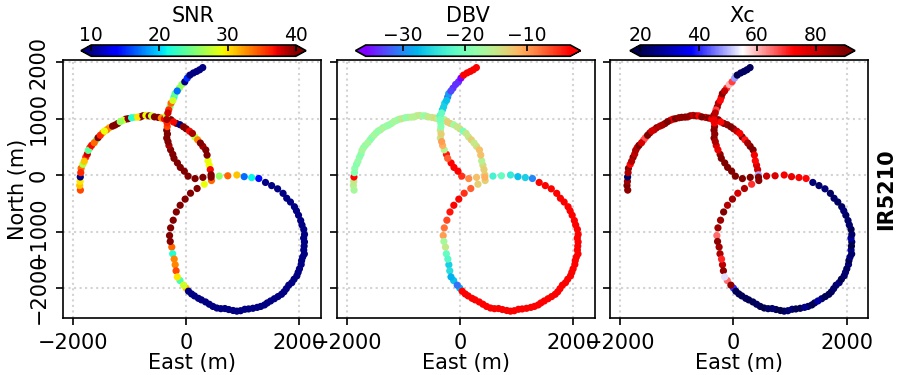 SNR DBV Xc
10 20 30 40 −30 −20 −10 20 40 60 80
2000
1000
0
−1000
−2000
North (m)
IR5210
−2000 0 2000 −2000 0 2000 −2000 0 2000
East (m) East (m) East (m)